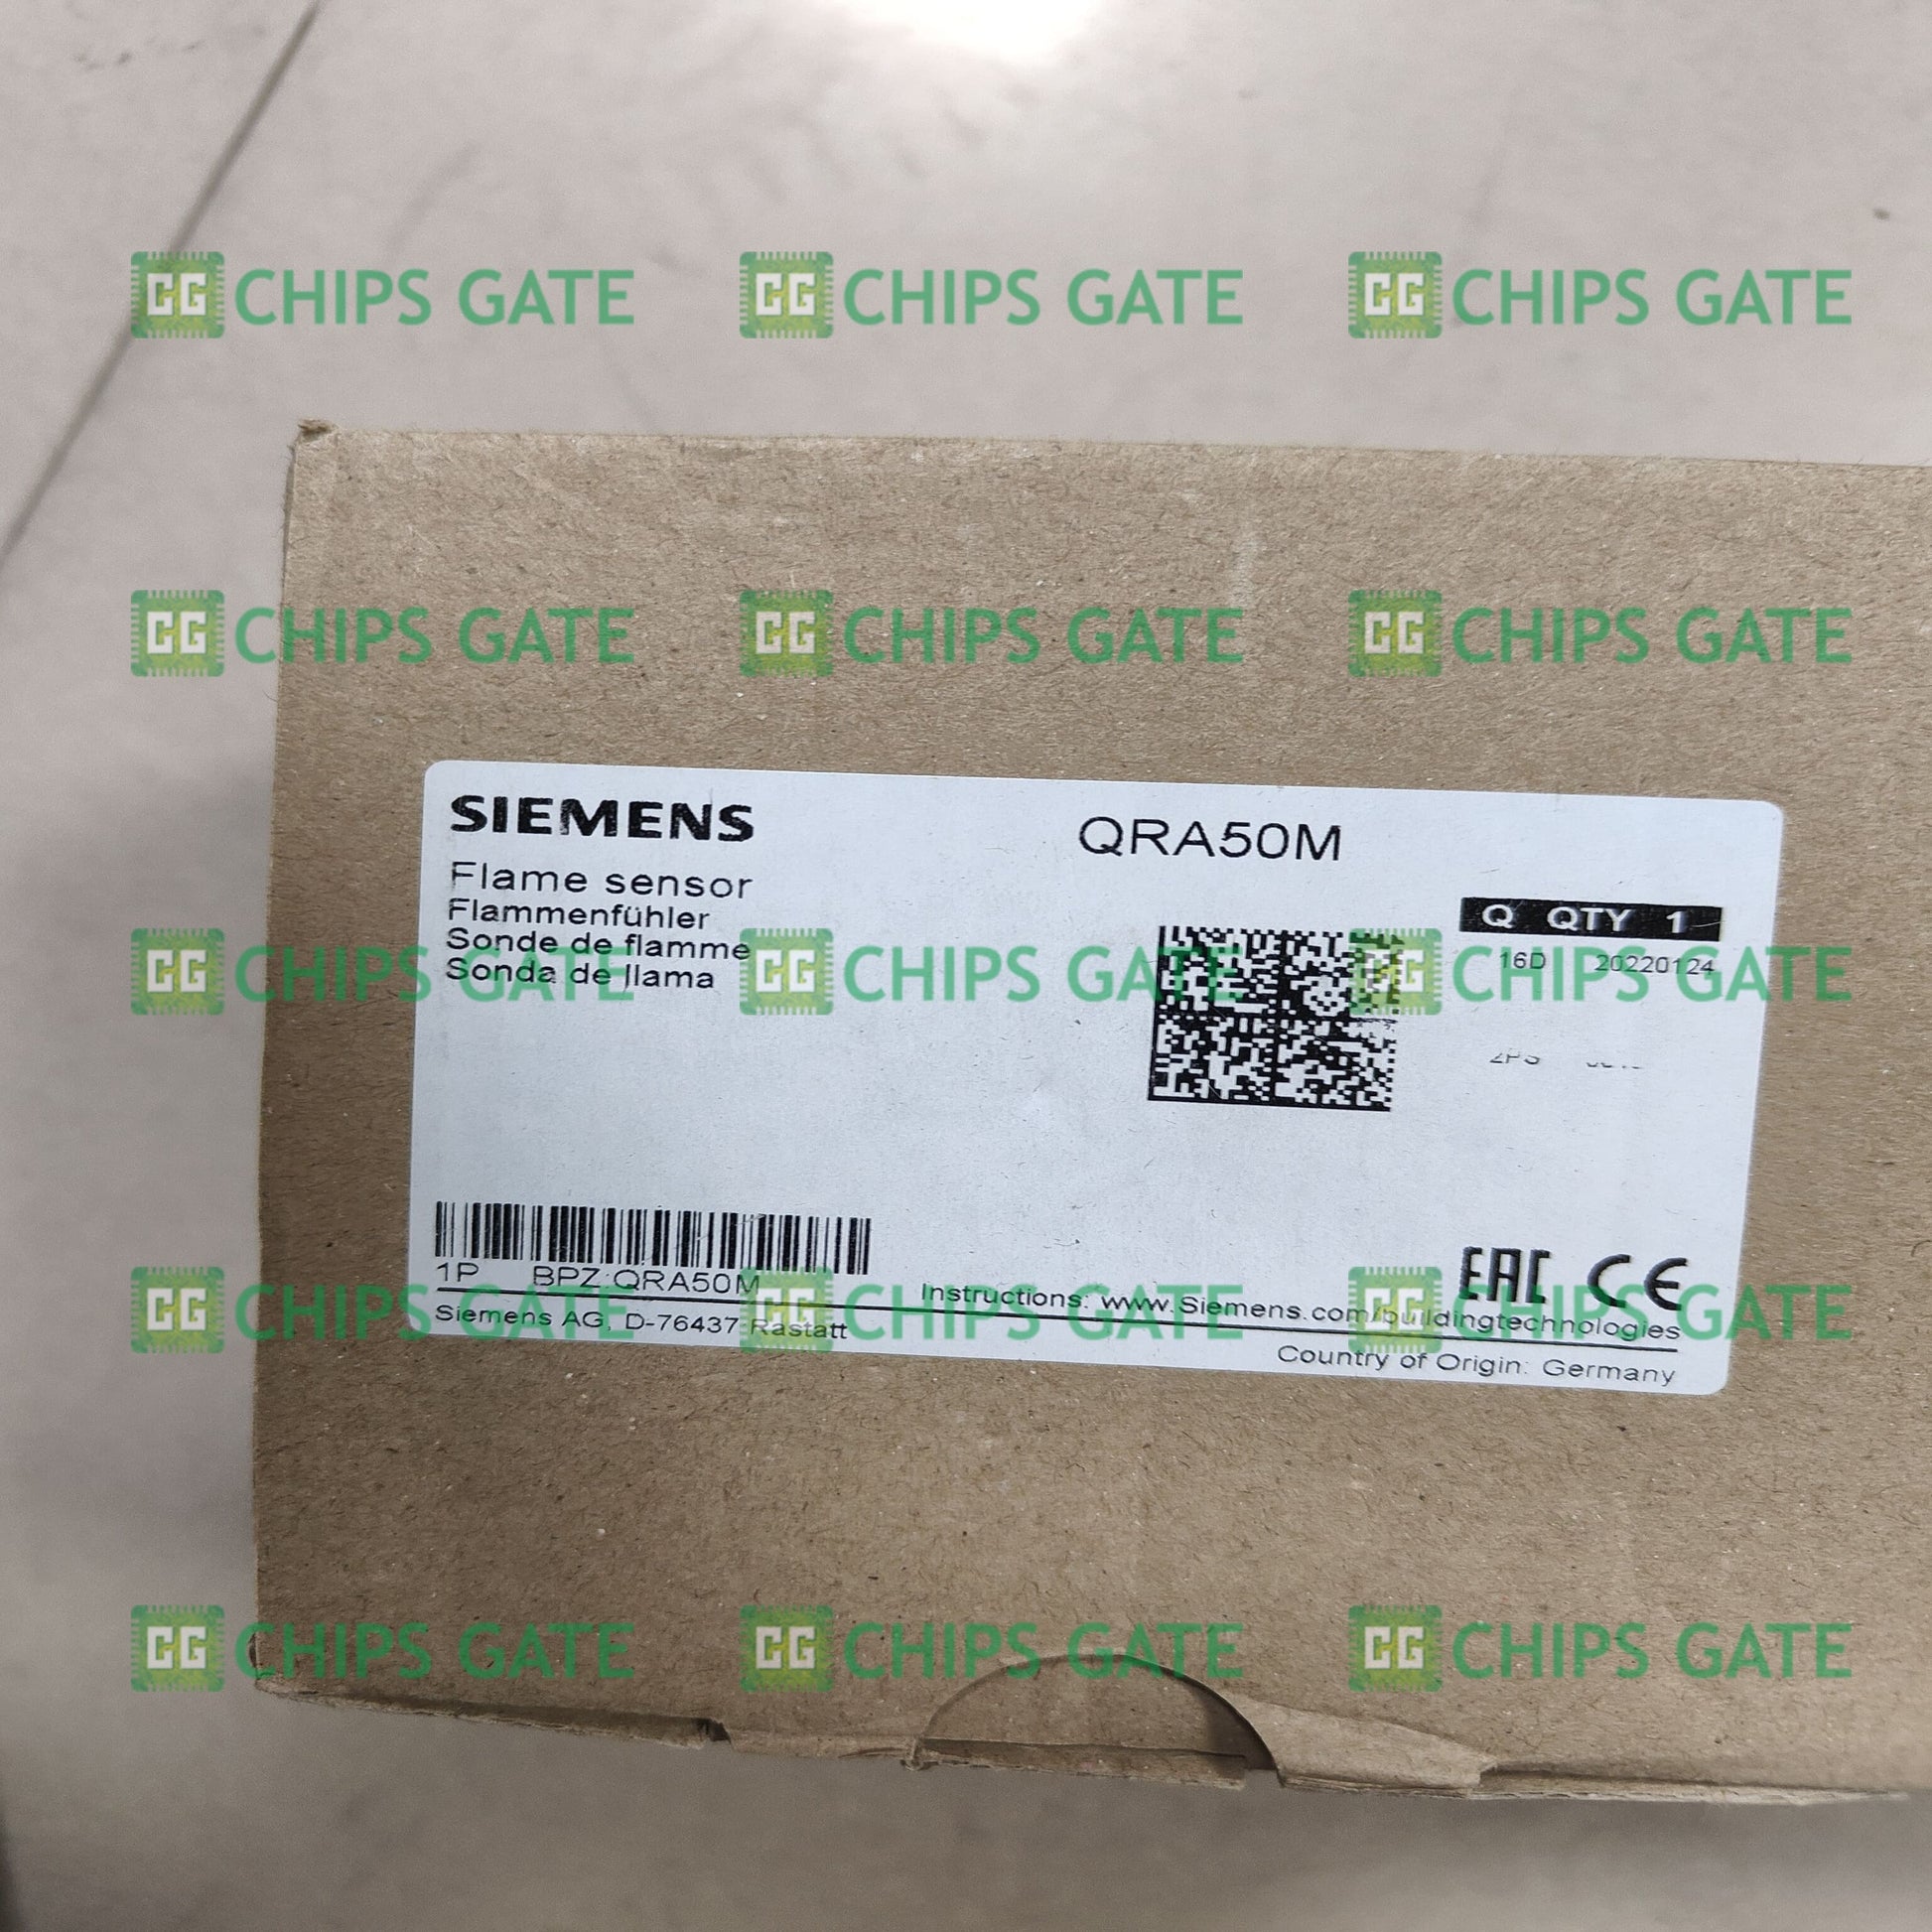 CG CHIPS GATE CG CHIPS GATE CG CHIPS GATE
CG CHIPS GATE CG CHIPS GATE CG CHIPS GATE
SIEMENS
QRA50M
Flame sensor
Flammenfühler
Sonde de flamme
Sonda de llama
Q QTY 1
16D 20220124
CG CHIPS GATE CG CHIPS GATE CG CHIPS GATE
1P BPZ:QRA50M
EAC CE
Instructions: www.Siemens.com/buildingtechnologies
Siemens AG, D-76437 Rastatt
Country of Origin: Germany
CG CHIPS GATE CG CHIPS GATE CG CHIPS GATE
CG CHIPS GATE CG CHIPS GATE CG CHIPS GATE